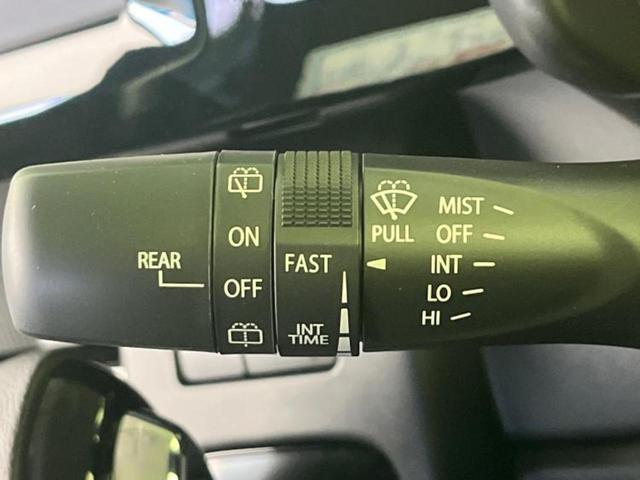 REAR
ON
OFF
FAST
INT
TIME
PULL
MIST
OFF
INT
LO
HI